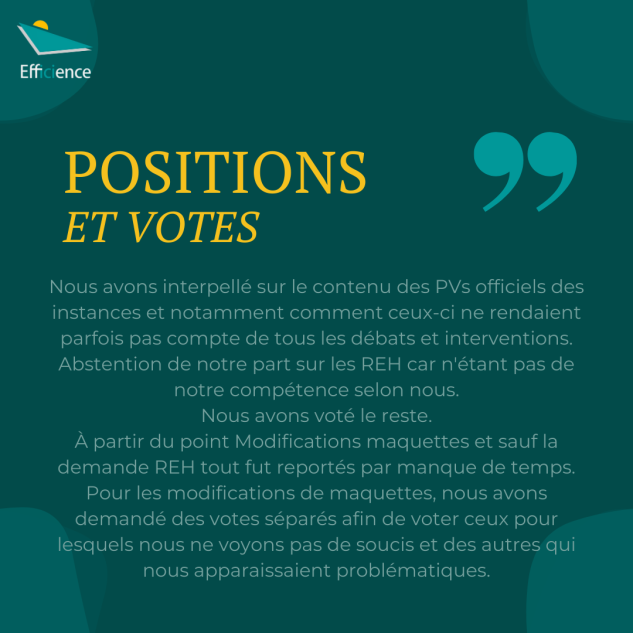 Efficience
POSITIONS
ET VOTES
Nous avons interpellé sur le contenu des PVs officiels des
instances et notamment comment ceux-ci ne rendaient
parfois pas compte de tous les débats et interventions.
Abstention de notre part sur les REH car n'étant pas de
notre compétence selon nous.
Nous avons voté le reste.
À partir du point Modifications maquettes et sauf la
demande REH tout fut reportés par manque de temps.
Pour les modifications de maquettes, nous avons
demandé des votes séparés afin de voter ceux pour
lesquels nous ne voyons pas de soucis et des autres qui
nous apparaissaient problématiques.